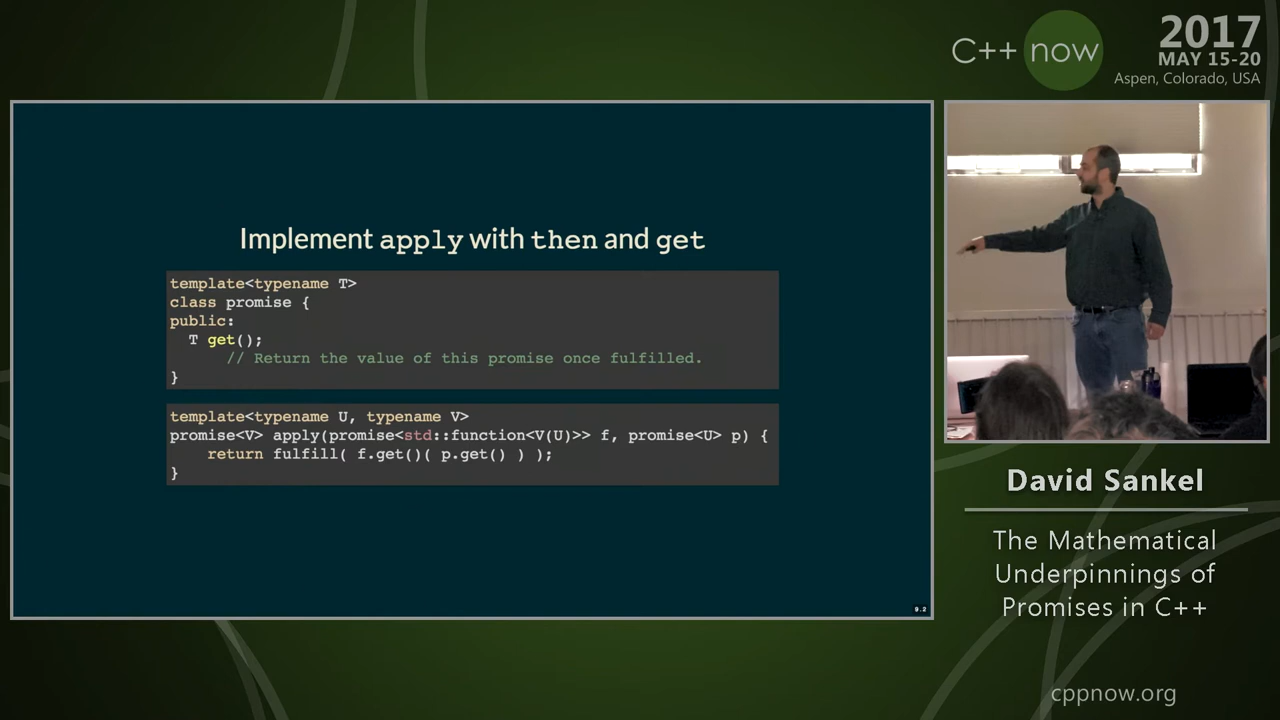 C++ now
2017
MAY 15-20
Aspen, Colorado, USA
Implement apply with then and get
template<typename T>
class promise {
public:
  T get();
      // Return the value of this promise once fulfilled.
}
template<typename U, typename V>
promise<V> apply(promise<std::function<V(U)>> f, promise<U> p) {
    return fulfill( f.get()( p.get() ) );
}
9.2
David Sankel
The Mathematical
Underpinnings of
Promises in C++
cppnow.org